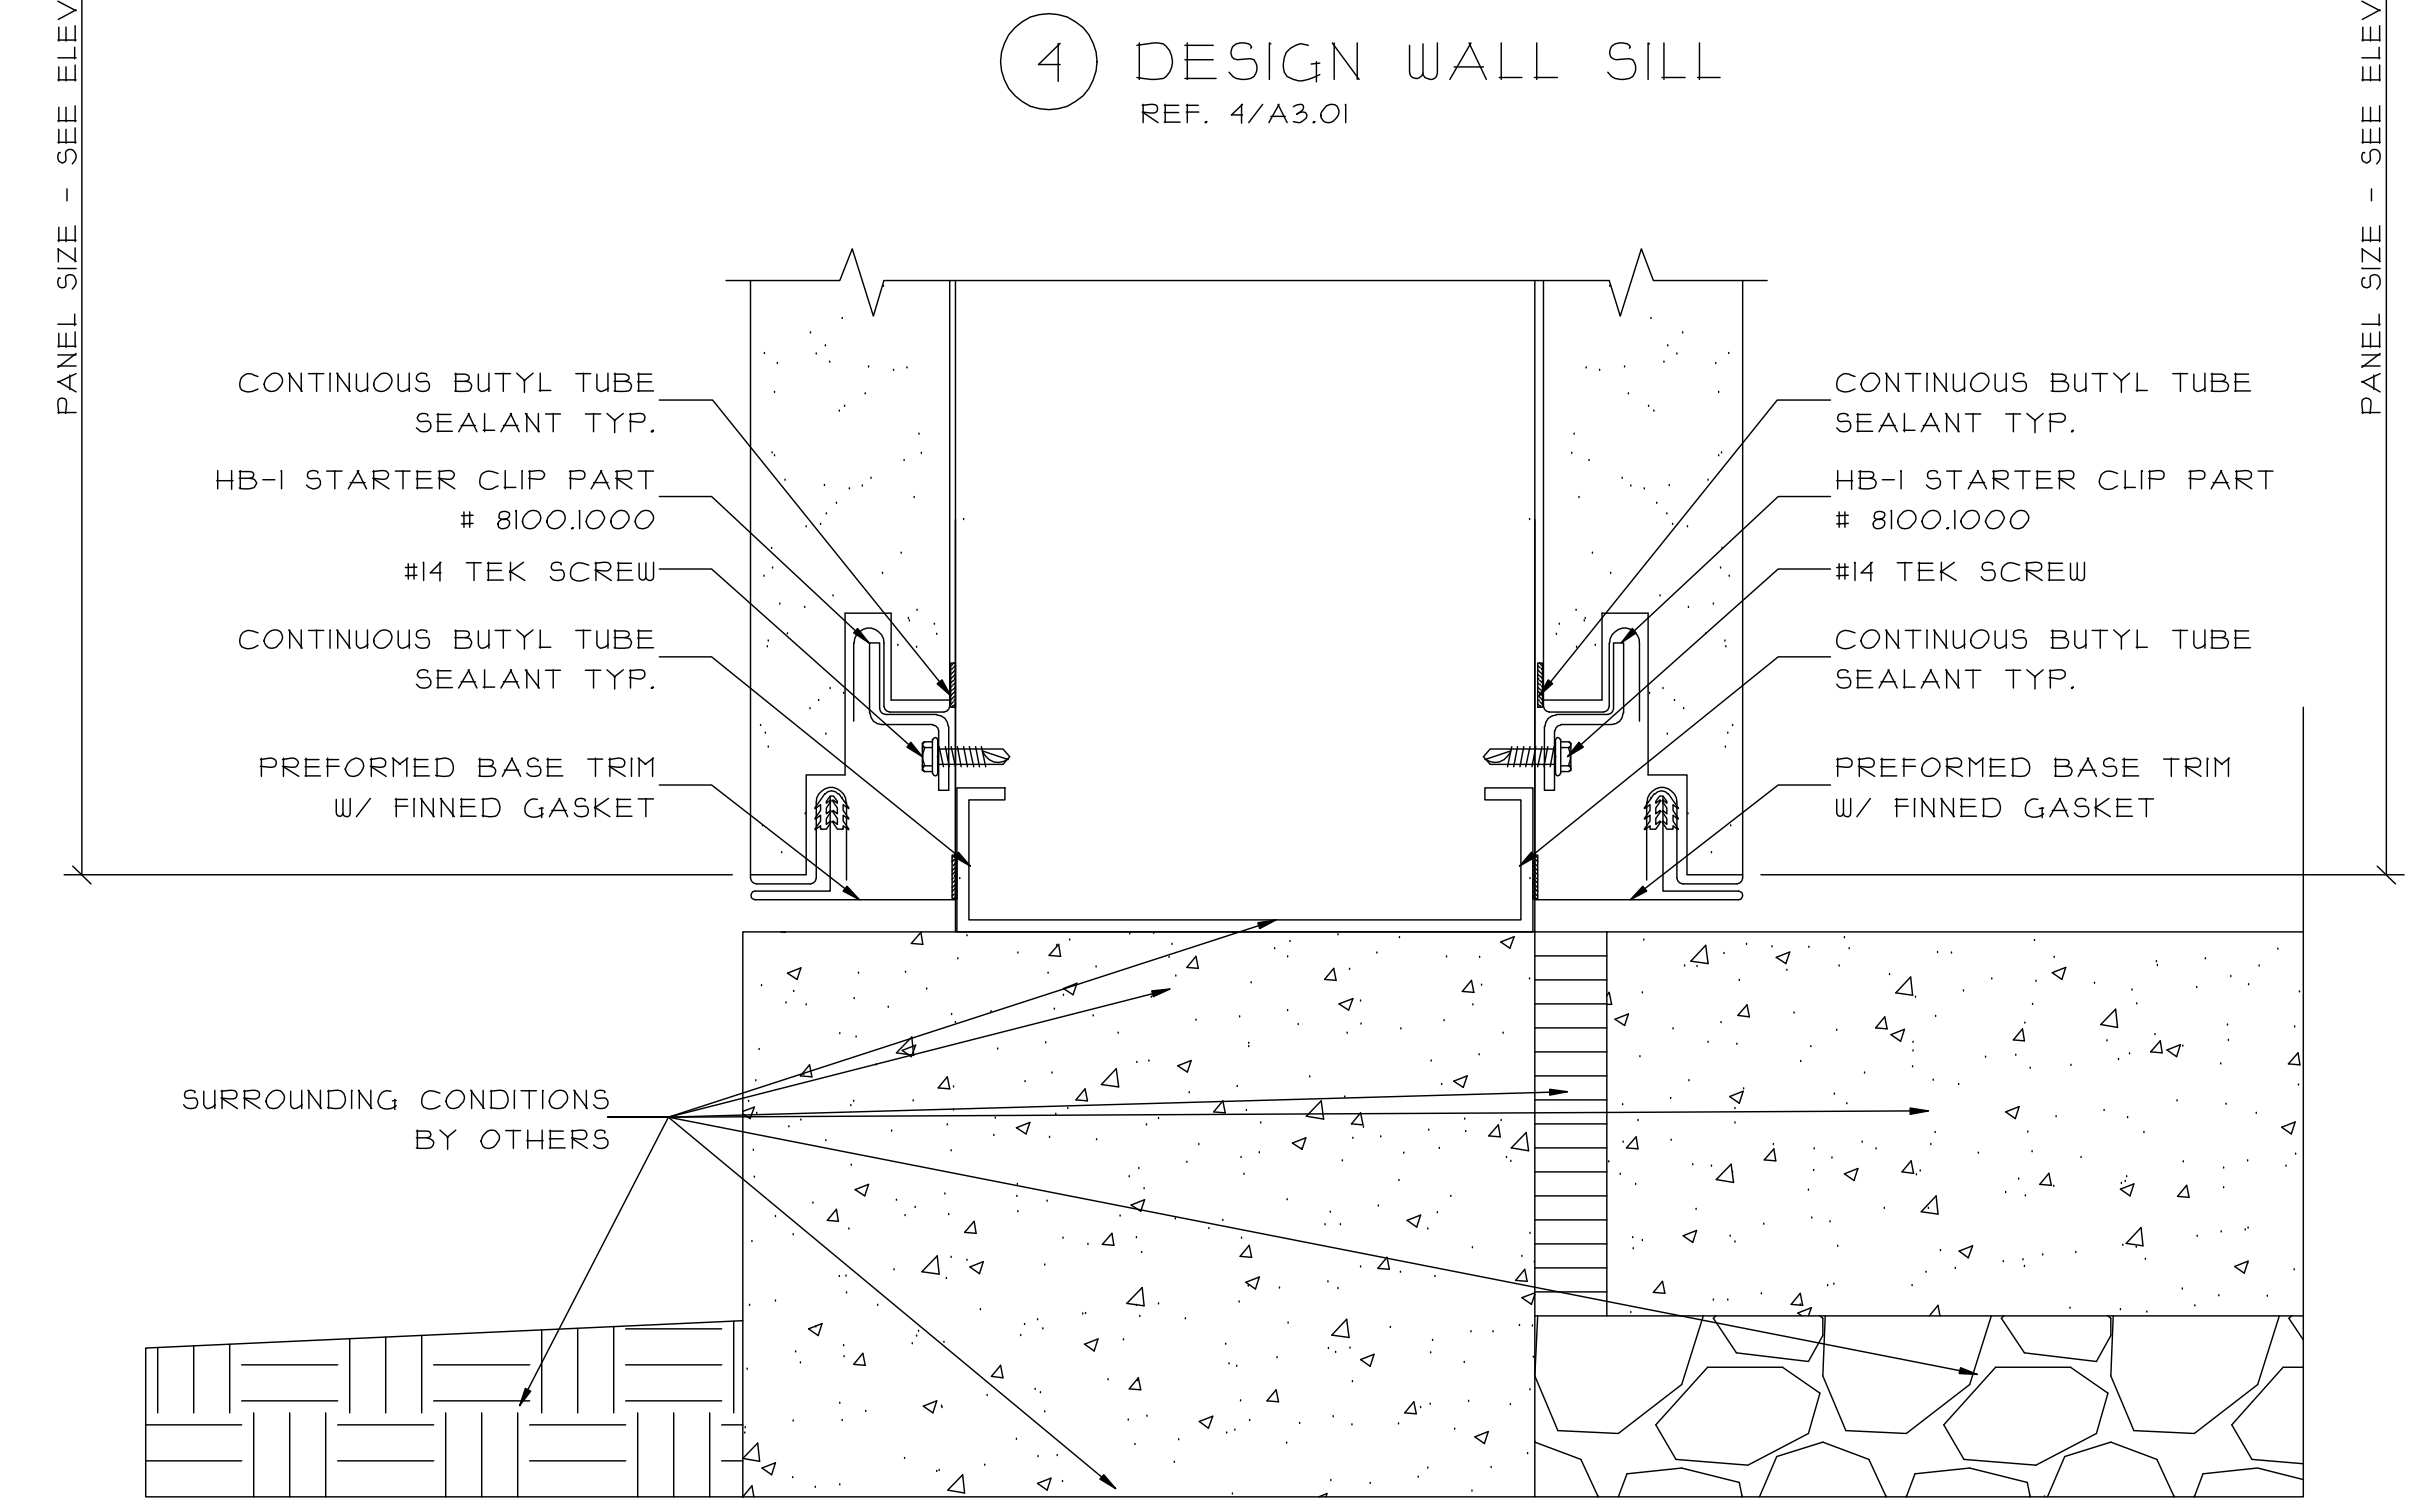 4 DESIGN WALL SILL
REF. 4/A3.01
PANEL SIZE - SEE ELEV
CONTINUOUS BUTYL TUBE
SEALANT TYP.
HB-1 STARTER CLIP PART
# 8100.1000
#14 TEK SCREW
CONTINUOUS BUTYL TUBE
SEALANT TYP.
PREFORMED BASE TRIM
W/ FINNED GASKET
SURROUNDING CONDITIONS
BY OTHERS
CONTINUOUS BUTYL TUBE
SEALANT TYP.
HB-1 STARTER CLIP PART
# 8100.1000
#14 TEK SCREW
CONTINUOUS BUTYL TUBE
SEALANT TYP.
PREFORMED BASE TRIM
W/ FINNED GASKET
PANEL SIZE - SEE ELEV